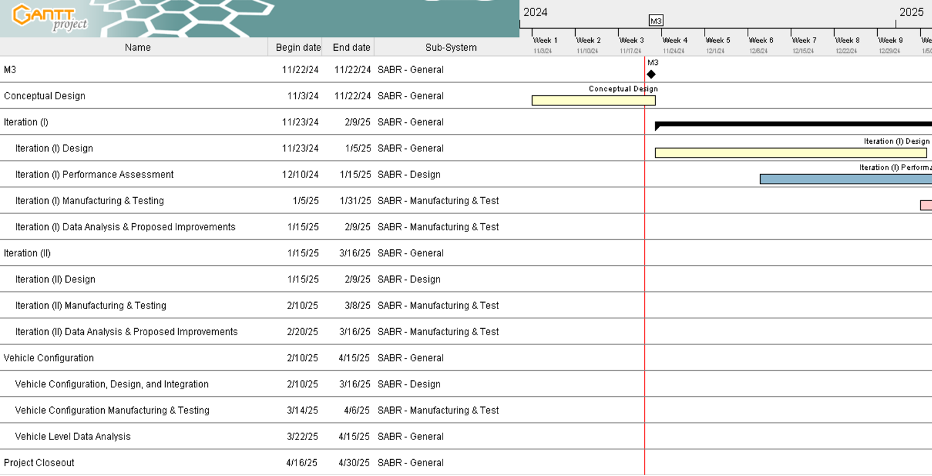 GANTT
project
2024
2025
M3
Name Begin date End date Sub-System
Week 1 Week 2 Week 3 Week 4 Week 5 Week 6 Week 7 Week 8 Week 9
11/3/24 11/10/24 11/17/24 11/24/24 12/1/24 12/8/24 12/15/24 12/22/24 12/29/24
M3 11/22/24 11/22/24 SABR - General M3
Conceptual Design 11/3/24 11/22/24 SABR - General Conceptual Design
Iteration (I) 11/23/24 2/9/25 SABR - General
Iteration (I) Design 11/23/24 1/5/25 SABR - General Iteration (I) Design
Iteration (I) Performance Assessment 12/10/24 1/15/25 SABR - Design Iteration (I) Performa
Iteration (I) Manufacturing & Testing 1/5/25 1/31/25 SABR - Manufacturing & Test
Iteration (I) Data Analysis & Proposed Improvements 1/15/25 2/9/25 SABR - Manufacturing & Test
Iteration (II) 1/15/25 3/16/25 SABR - General
Iteration (II) Design 1/15/25 2/9/25 SABR - Design
Iteration (II) Manufacturing & Testing 2/10/25 3/8/25 SABR - Manufacturing & Test
Iteration (II) Data Analysis & Proposed Improvements 2/20/25 3/16/25 SABR - Manufacturing & Test
Vehicle Configuration 2/10/25 4/15/25 SABR - General
Vehicle Configuration, Design, and Integration 2/10/25 3/16/25 SABR - Design
Vehicle Configuration Manufacturing & Testing 3/14/25 4/6/25 SABR - Manufacturing & Test
Vehicle Level Data Analysis 3/22/25 4/15/25 SABR - General
Project Closeout 4/16/25 4/30/25 SABR - General